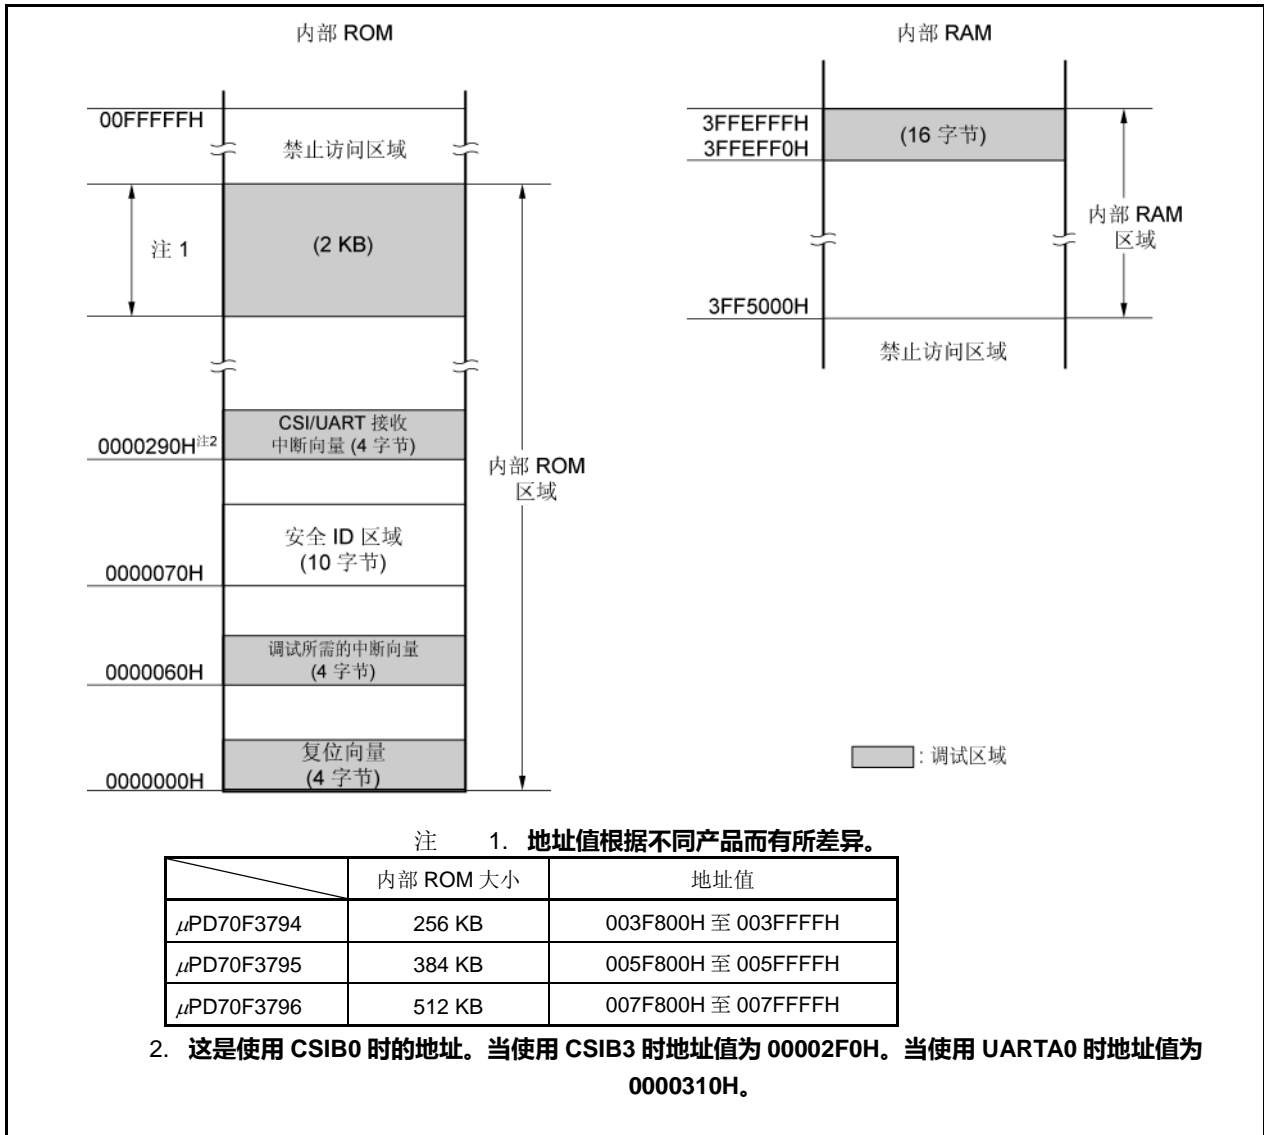 内部 ROM
00FFFFFH
禁止访问区域
注 1
(2 KB)
CSI/UART 接收
中断向量 (4 字节)
0000290H注2
内部 ROM
区域
安全 ID 区域
(10 字节)
0000070H
调试所需的中断向量
(4 字节)
0000060H
复位向量
(4 字节)
0000000H
内部 RAM
3FFEFFFH
3FFEFF0H
(16 字节)
内部 RAM
区域
3FF5000H
禁止访问区域
: 调试区域
注 1. 地址值根据不同产品而有所差异。
内部 ROM 大小 地址值
μPD70F3794 256 KB 003F800H 至 003FFFFH
μPD70F3795 384 KB 005F800H 至 005FFFFH
μPD70F3796 512 KB 007F800H 至 007FFFFH
2. 这是使用 CSIB0 时的地址。当使用 CSIB3 时地址值为 00002F0H。当使用 UARTA0 时地址值为
0000310H。